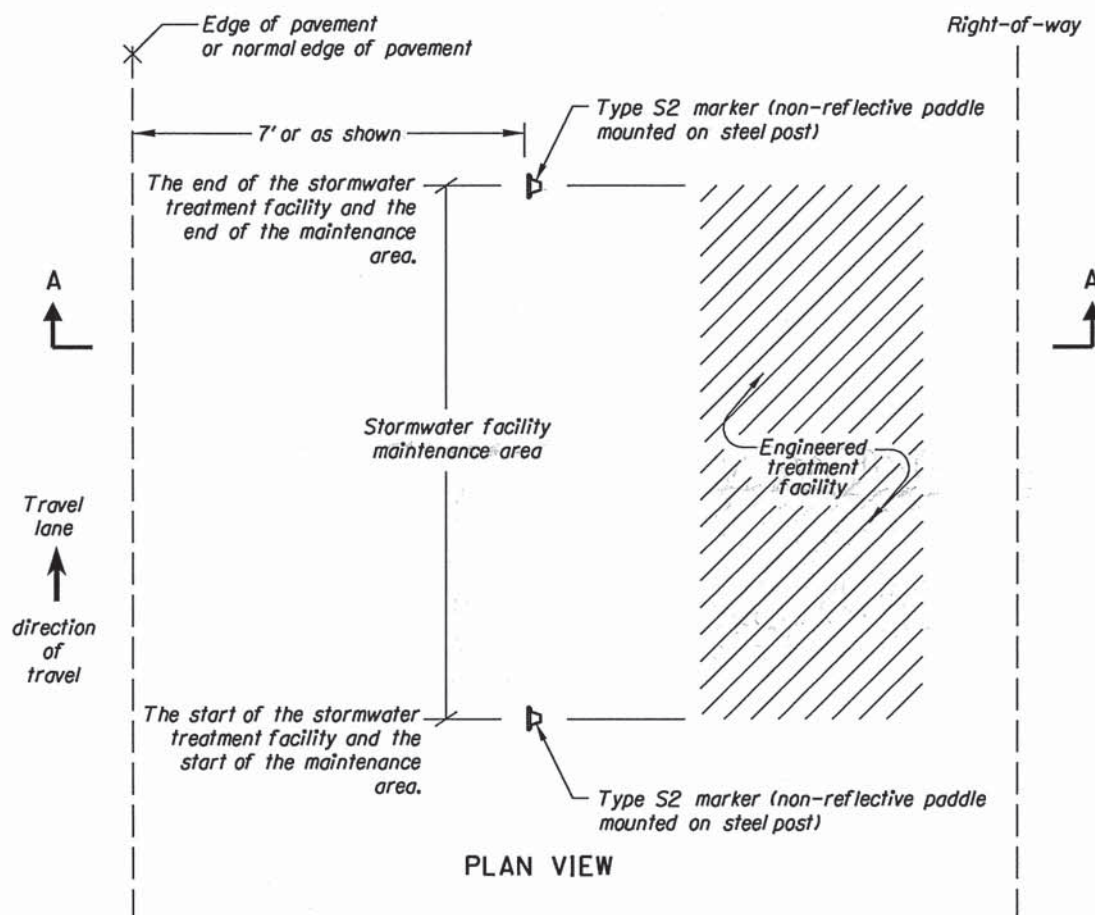 Edge of pavement
or normal edge of pavement
Right-of-way
Type S2 marker (non-reflective paddle
mounted on steel post)
7' or as shown
The end of the stormwater
treatment facility and the
end of the maintenance
area.
A
A
Stormwater facility
maintenance area
Engineered
treatment
facility
Travel
lane
direction
of
travel
The start of the stormwater
treatment facility and the
start of the maintenance
area.
Type S2 marker (non-reflective paddle
mounted on steel post)
PLAN VIEW